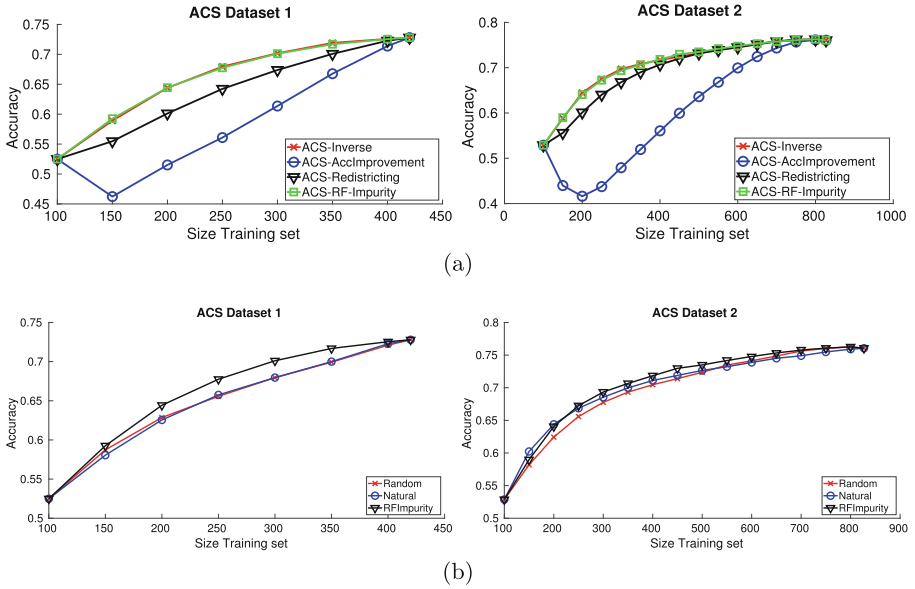 ACS Dataset 1
0.75
0.7
0.65
0.6
0.55
0.5
0.45
Accuracy
100 150 200 250 300 350 400 450
Size Training set
ACS-Inverse
ACS-AccImprovement
ACS-Redistricting
ACS-RF-Impurity
ACS Dataset 2
0.8
0.7
0.6
0.5
0.4
Accuracy
0 200 400 600 800 1000
Size Training set
ACS-Inverse
ACS-AccImprovement
ACS-Redistricting
ACS-RF-Impurity
(a)
ACS Dataset 1
0.75
0.7
0.65
0.6
0.55
0.5
Accuracy
100 150 200 250 300 350 400 450
Size Training set
Random
Natural
RFImpurity
ACS Dataset 2
0.8
0.75
0.7
0.65
0.6
0.55
0.5
Accuracy
100 200 300 400 500 600 700 800 900
Size Training set
Random
Natural
RFImpurity
(b)